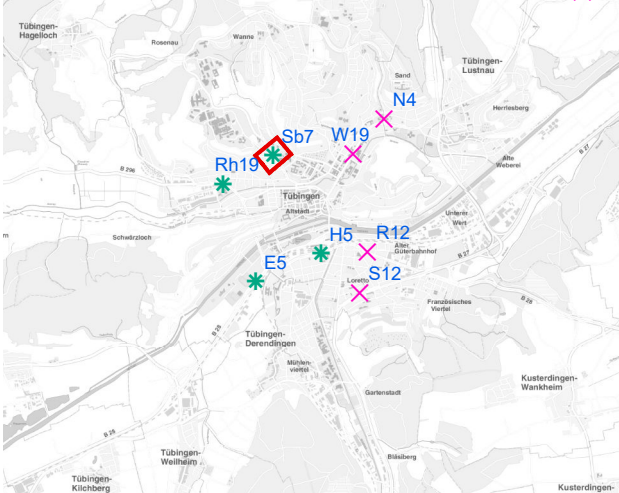 Tübingen-
Hagelloch
Rosenau
Wanne
Sand
Tübingen-
Lustnau
N4
Herrlesberg
Sb7
W19
B 27
Rh19
B 296
Alte
Weberei
Tübingen
Altstadt
Unterer
Wert
Schwärzloch
H5
R12
Alter
Güterbahnhof
B 27
E5
S12
Loretto
B 28
Französisches
Viertel
B 28
Tübingen-
Derendingen
Mühlen-
viertel
Gartenstadt
Kusterdingen-
Wankheim
B 28
Tübingen-
Weilheim
Bläsiberg
Tübingen-
Kilchberg
Kusterdingen-